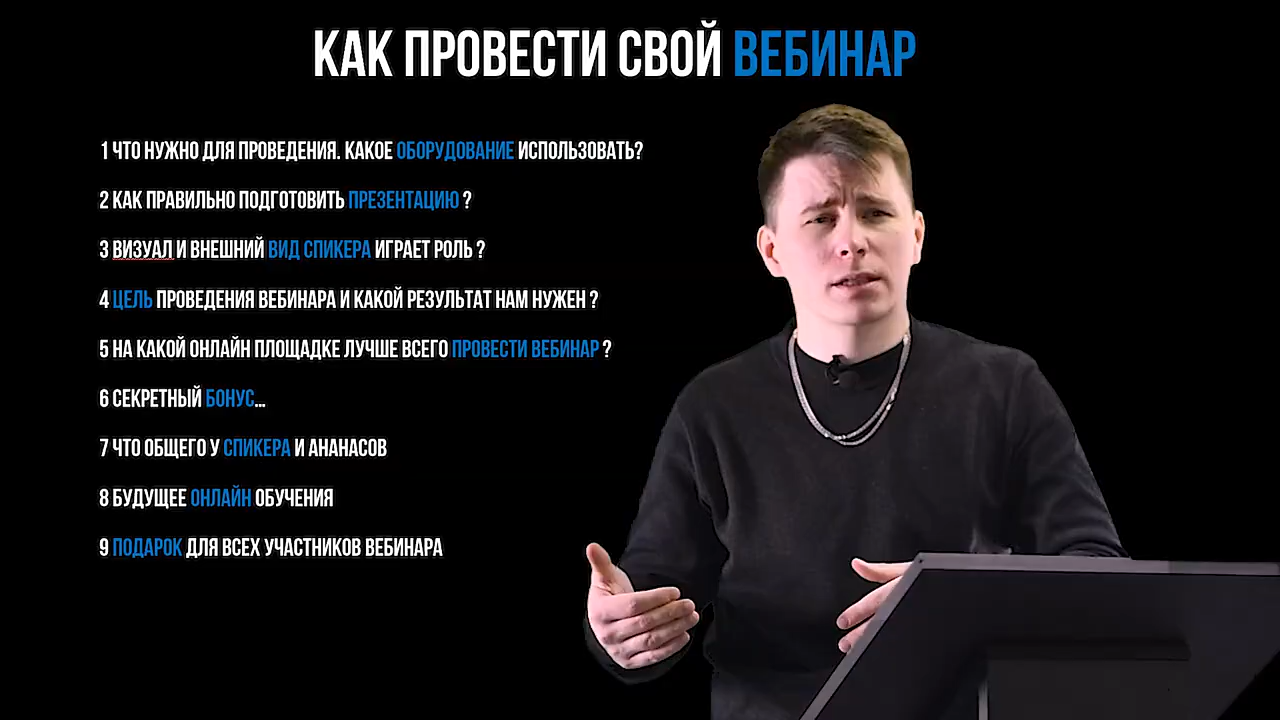 КАК ПРОВЕСТИ СВОЙ ВЕБИНАР
1 ЧТО НУЖНО ДЛЯ ПРОВЕДЕНИЯ. КАКОЕ ОБОРУДОВАНИЕ ИСПОЛЬЗОВАТЬ?
2 КАК ПРАВИЛЬНО ПОДГОТОВИТЬ ПРЕЗЕНТАЦИЮ ?
3 ВИЗУАЛ И ВНЕШНИЙ ВИД СПИКЕРА ИГРАЕТ РОЛЬ ?
4 ЦЕЛЬ ПРОВЕДЕНИЯ ВЕБИНАРА И КАКОЙ РЕЗУЛЬТАТ НАМ НУЖЕН ?
5 НА КАКОЙ ОНЛАЙН ПЛОЩАДКЕ ЛУЧШЕ ВСЕГО ПРОВЕСТИ ВЕБИНАР ?
6 СЕКРЕТНЫЙ БОНУС...
7 ЧТО ОБЩЕГО У СПИКЕРА И АНАНАСОВ
8 БУДУЩЕЕ ОНЛАЙН ОБУЧЕНИЯ
9 ПОДАРОК ДЛЯ ВСЕХ УЧАСТНИКОВ ВЕБИНАРА